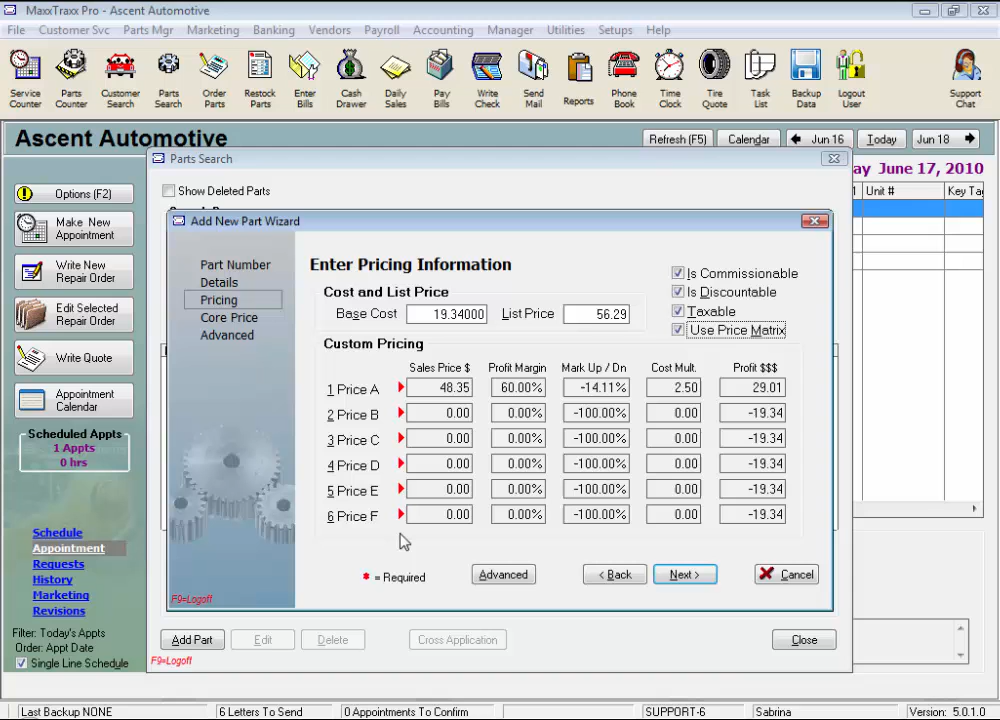 MaxxTraxx Pro - Ascent Automotive
File Customer Svc Parts Mgr Marketing Banking Vendors Payroll Accounting Manager Utilities Setups Help
Service Counter
Parts Counter
Customer Search
Parts Search
Order Parts
Restock Parts
Enter Bills
Cash Drawer
Daily Sales
Pay Bills
Write Check
Send Mail
Reports
Phone Book
Time Clock
Tire Quote
Task List
Backup Data
Logout User
Support Chat
Ascent Automotive
Refresh (F5) Calendar Jun 16 Today Jun 18
ay June 17, 2010
Unit # Key Tag
Options (F2)
Make New Appointment
Write New Repair Order
Edit Selected Repair Order
Write Quote
Appointment Calendar
Scheduled Appts
1 Appts
0 hrs
Schedule
Appointment
Requests
History
Marketing
Revisions
Filter: Today's Appts
Order: Appt Date
Single Line Schedule
Parts Search
Show Deleted Parts
Add New Part Wizard
Part Number
Details
Pricing
Core Price
Advanced
F9=Logoff
Enter Pricing Information
Is Commissionable
Is Discountable
Taxable
Use Price Matrix
Cost and List Price
Base Cost 19.34000 List Price 56.29
Custom Pricing
Sales Price $ Profit Margin Mark Up / Dn Cost Mult. Profit $$$
1 Price A 48.35 60.00% -14.11% 2.50 29.01
2 Price B 0.00 0.00% -100.00% 0.00 -19.34
3 Price C 0.00 0.00% -100.00% 0.00 -19.34
4 Price D 0.00 0.00% -100.00% 0.00 -19.34
5 Price E 0.00 0.00% -100.00% 0.00 -19.34
6 Price F 0.00 0.00% -100.00% 0.00 -19.34
* = Required Advanced < Back Next > Cancel
Add Part Edit Delete Cross Application Close
F9=Logoff
Last Backup NONE 6 Letters To Send 0 Appointments To Confirm SUPPORT-6 Sabrina Version: 5.0.1.0